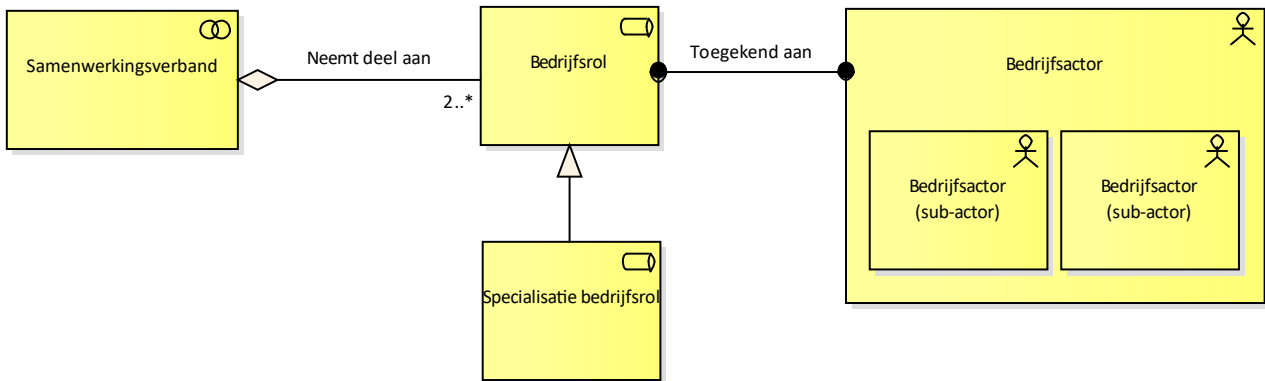 Samenwerkingsverband
Neemt deel aan
2..*
Bedrijfsrol
Toegekend aan
Bedrijfsactor
Bedrijfsactor
(sub-actor)
Bedrijfsactor
(sub-actor)
Specialisatie bedrijfsrol